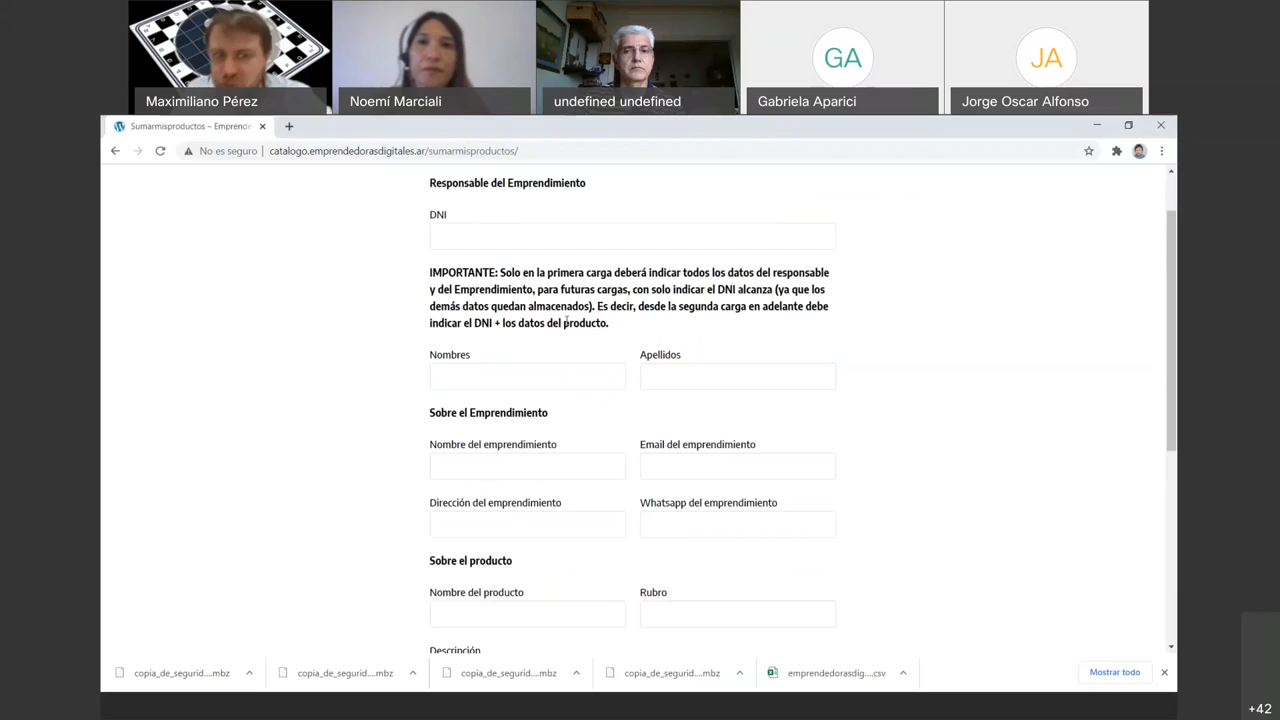 GA
JA
Maximiliano Pérez
Noemí Marciali
undefined undefined
Gabriela Aparici
Jorge Oscar Alfonso
Sumarmisproductos – Emprende
No es seguro
catalogo.emprendedorasdigitales.ar/sumarmisproductos/
Responsable del Emprendimiento
DNI
IMPORTANTE: Solo en la primera carga deberá indicar todos los datos del responsable
y del Emprendimiento, para futuras cargas, con solo indicar el DNI alcanza (ya que los
demás datos quedan almacenados). Es decir, desde la segunda carga en adelante debe
indicar el DNI + los datos del producto.
Nombres
Apellidos
Sobre el Emprendimiento
Nombre del emprendimiento
Email del emprendimiento
Dirección del emprendimiento
Whatsapp del emprendimiento
Sobre el producto
Nombre del producto
Rubro
Descripción
copia_de_segurid....mbz
copia_de_segurid....mbz
copia_de_segurid....mbz
copia_de_segurid....mbz
emprendedorasdig....csv
Mostrar todo
+42